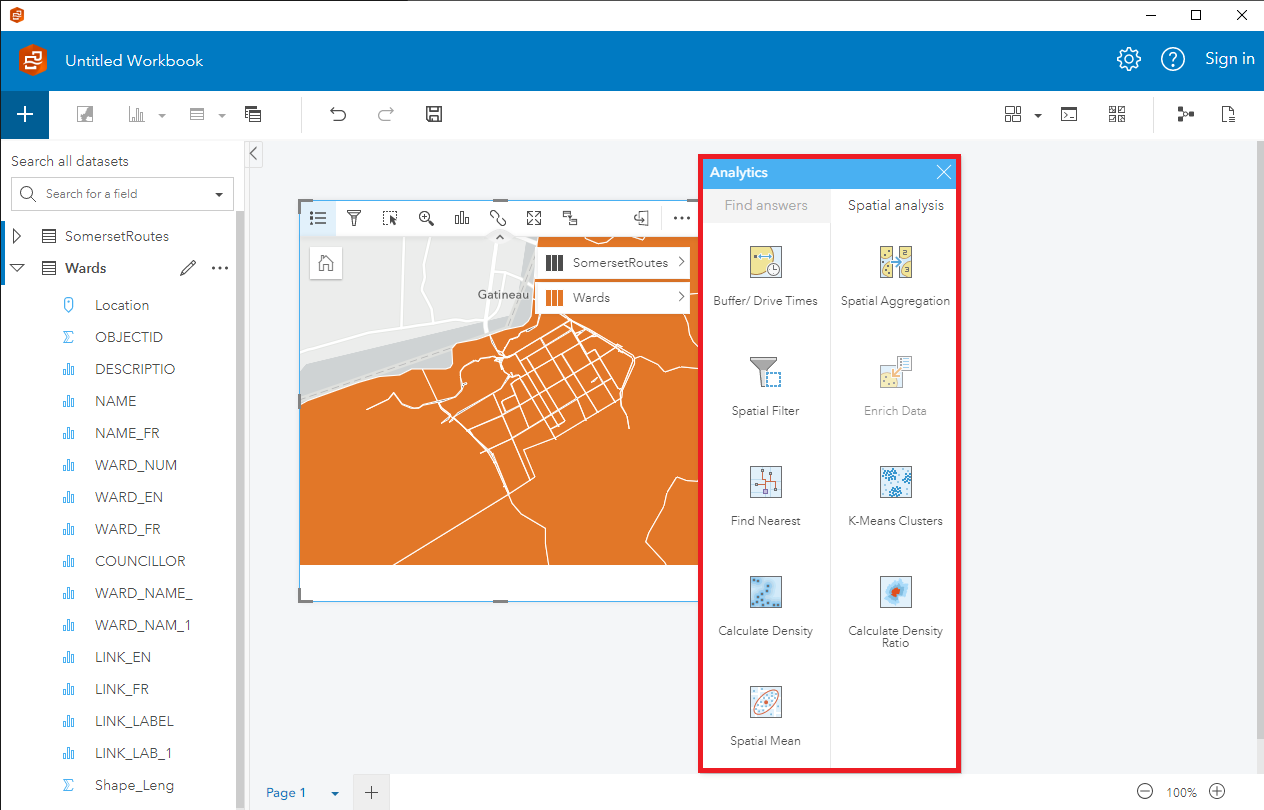 Untitled Workbook
Sign in
Search all datasets
Search for a field
SomersetRoutes
Wards
Location
OBJECTID
DESCRIPTIO
NAME
NAME_FR
WARD_NUM
WARD_EN
WARD_FR
COUNCILLOR
WARD_NAME_
WARD_NAM_1
LINK_EN
LINK_FR
LINK_LABEL
LINK_LAB_1
Shape_Leng
Gatineau
SomersetRoutes
Wards
Analytics
Find answers
Spatial analysis
Buffer/ Drive Times
Spatial Aggregation
Spatial Filter
Enrich Data
Find Nearest
K-Means Clusters
Calculate Density
Calculate Density
Ratio
Spatial Mean
Page 1
100%